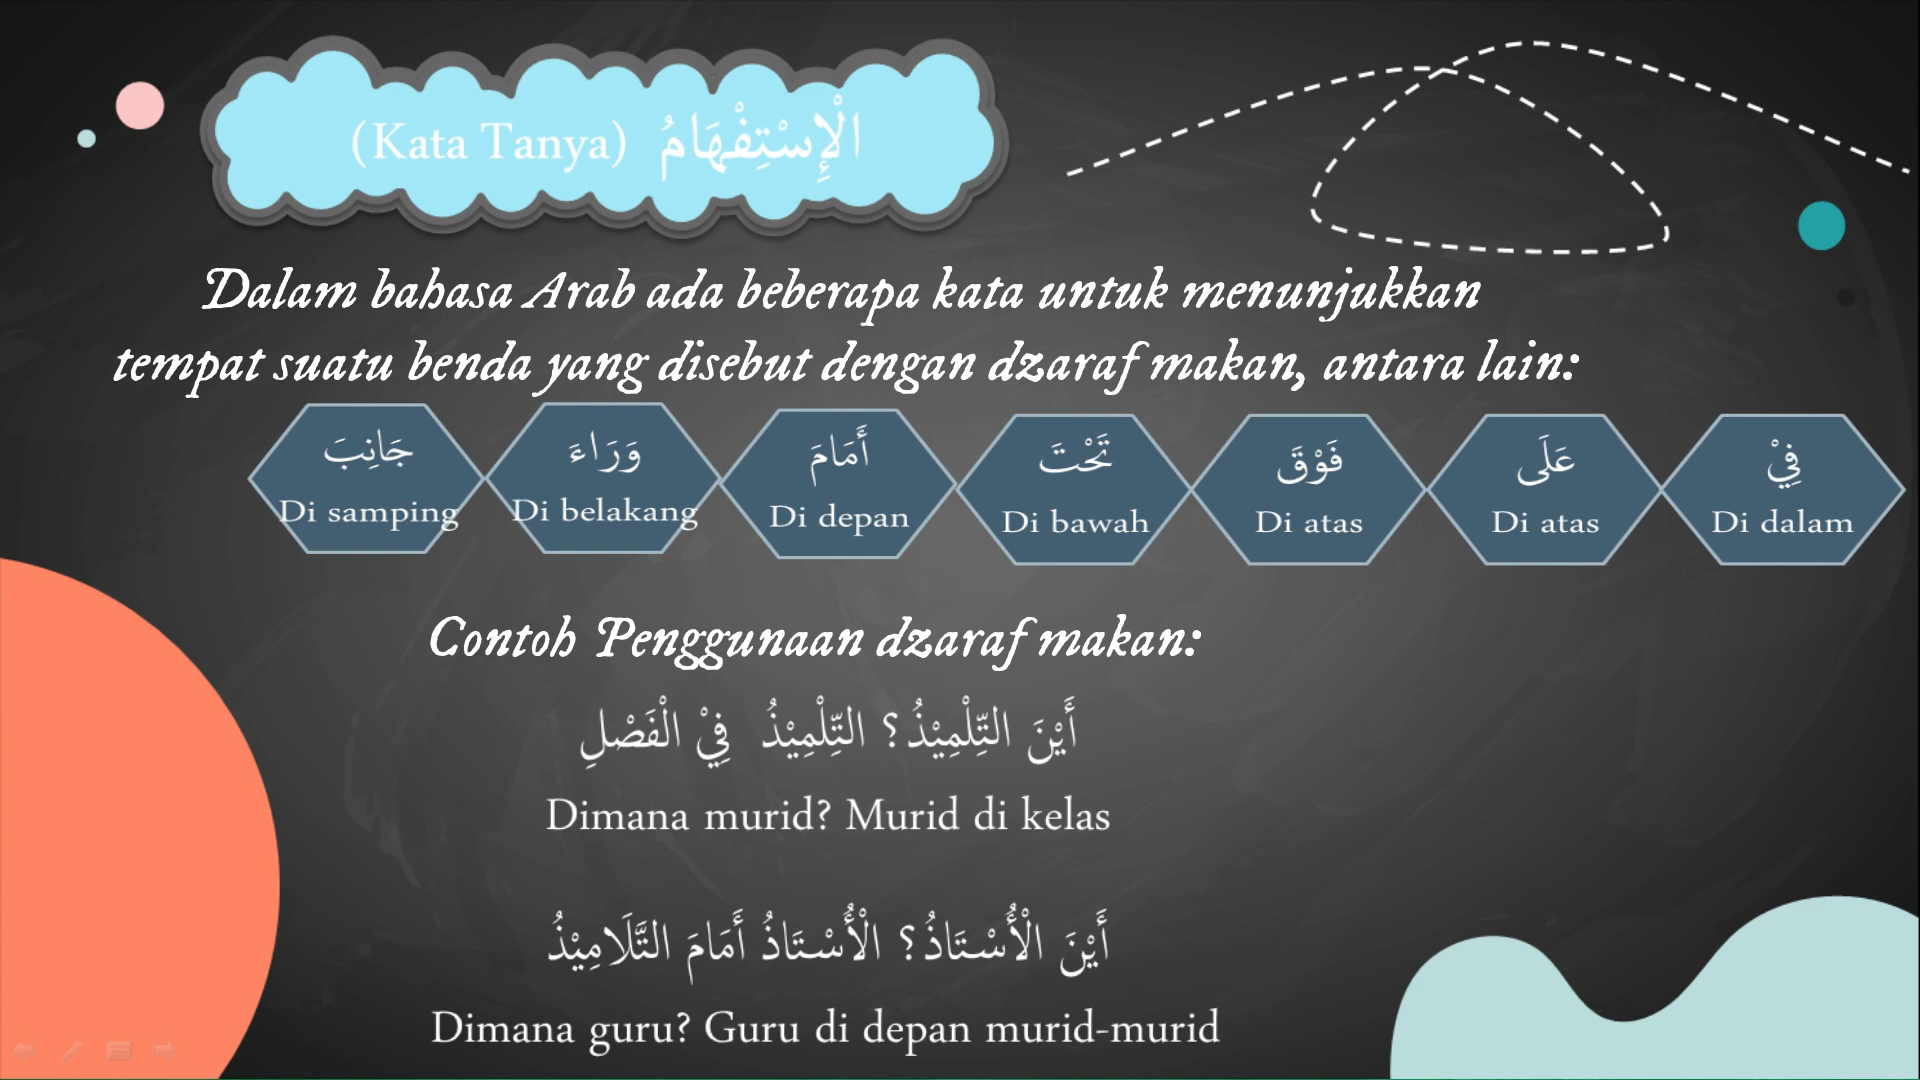 (Kata Tanya) الْإِسْتِفْهَامُ
Dalam bahasa Arab ada beberapa kata untuk menunjukkan
tempat suatu benda yang disebut dengan dzaraf makan, antara lain:
جَانِبَ
Di samping
وَرَاءَ
Di belakang
أَمَامَ
Di depan
تَحْتَ
Di bawah
فَوْقَ
Di atas
عَلَى
Di atas
فِيْ
Di dalam
Contoh Penggunaan dzaraf makan:
أَيْنَ التِّلْمِيْذُ؟ التِّلْمِيْذُ فِيْ الْفَصْلِ
Dimana murid? Murid di kelas
أَيْنَ الْأُسْتَاذُ؟ الْأُسْتَاذُ أَمَامَ التَّلَامِيْذُ
Dimana guru? Guru di depan murid-murid